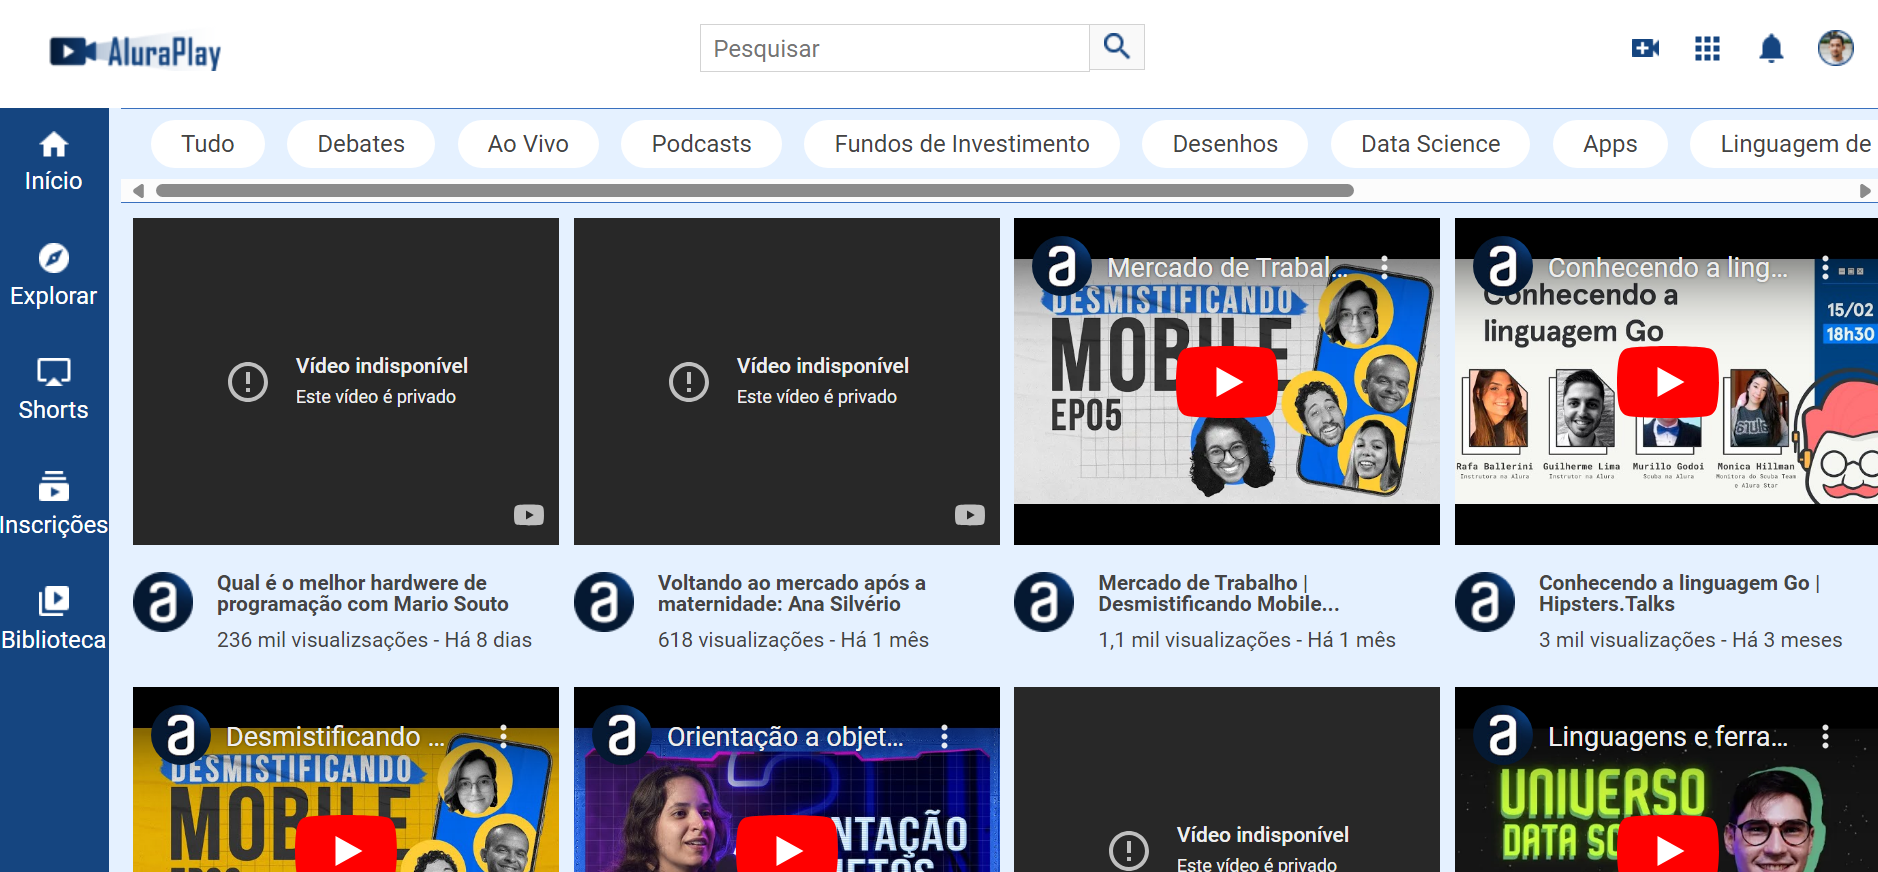 AluraPlay
Pesquisar
Tudo
Debates
Ao Vivo
Podcasts
Fundos de Investimento
Desenhos
Data Science
Apps
Linguagem de
Início
Explorar
Shorts
Inscrições
Biblioteca
Vídeo indisponível
Este vídeo é privado
Vídeo indisponível
Este vídeo é privado
a
Mercado de Trabal...
DESMISTIFICANDO
MOBILE
EP05
a
Conhecendo a ling...
Conhecendo a
linguagem Go
15/02
18h30
Rafa Ballerini
Instrutora na Alura
Guilherme Lima
Instrutor na Alura
Murillo Godoi
Scuba na Alura
Monica Hillman
Monitora do Scuba Team
e Alura Star
a
Qual é o melhor hardwere de
programação com Mario Souto
236 mil visualizsações - Há 8 dias
a
Voltando ao mercado após a
maternidade: Ana Silvério
618 visualizações - Há 1 mês
a
Mercado de Trabalho |
Desmistificando Mobile...
1,1 mil visualizações - Há 1 mês
a
Conhecendo a linguagem Go |
Hipsters.Talks
3 mil visualizações - Há 3 meses
a
Desmistificando ...
DESMISTIFICANDO
MOBILE
a
Orientação a objet...
NTAÇÃO
Vídeo indisponível
Este vídeo é privado
a
Linguagens e ferra...
UNIVERSO
DATA SC